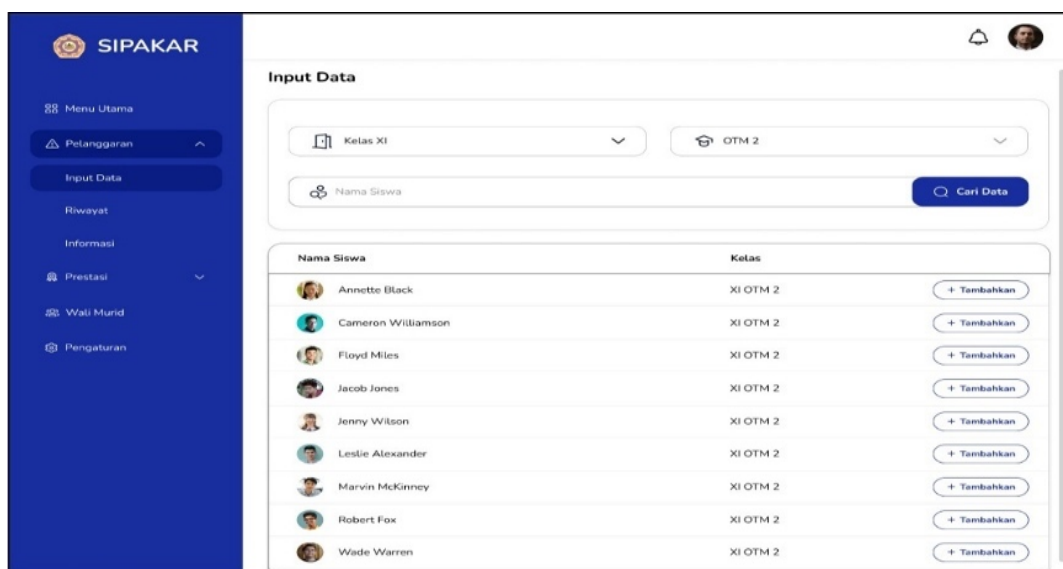 SIPAKAR
Menu Utama
Pelanggaran
Input Data
Riwayat
Informasi
Prestasi
Wali Murid
Pengaturan
Input Data
Kelas XI
OTM 2
Nama Siswa
Cari Data
Nama Siswa Kelas
Annette Black XI OTM 2 + Tambahkan
Cameron Williamson XI OTM 2 + Tambahkan
Floyd Miles XI OTM 2 + Tambahkan
Jacob Jones XI OTM 2 + Tambahkan
Jenny Wilson XI OTM 2 + Tambahkan
Leslie Alexander XI OTM 2 + Tambahkan
Marvin McKinney XI OTM 2 + Tambahkan
Robert Fox XI OTM 2 + Tambahkan
Wade Warren XI OTM 2 + Tambahkan